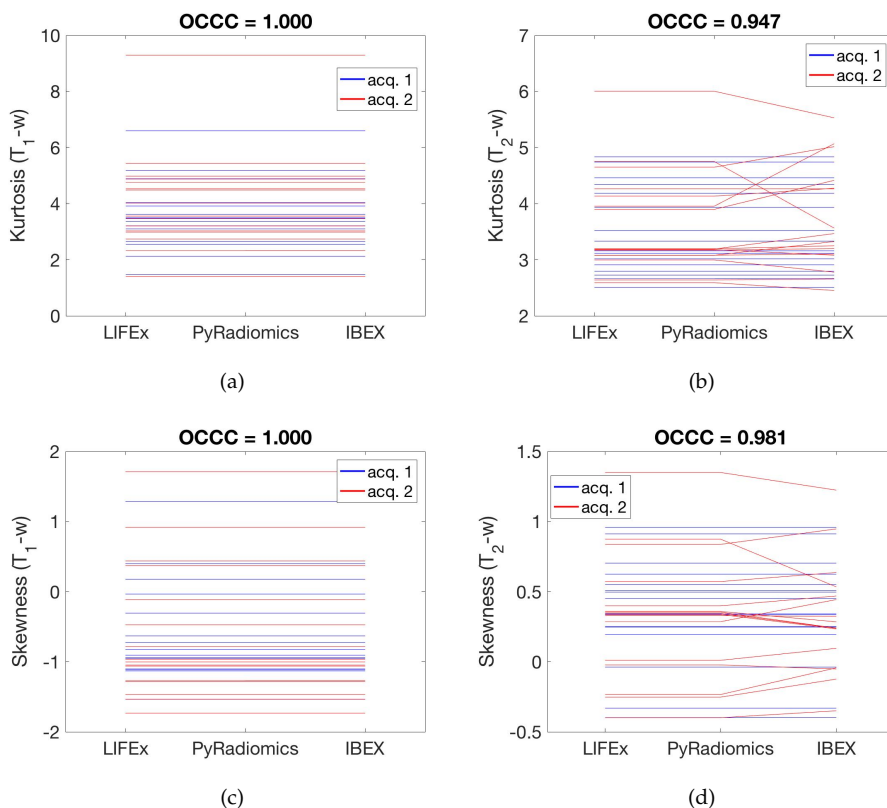 OCCC = 1.000
10
8
6
4
2
0
Kurtosis (T1-w)
acq. 1
acq. 2
LIFEx PyRadiomics IBEX
(a)
OCCC = 0.947
7
6
5
4
3
2
Kurtosis (T2-w)
acq. 1
acq. 2
LIFEx PyRadiomics IBEX
(b)
OCCC = 1.000
2
1
0
-1
-2
Skewness (T1-w)
acq. 1
acq. 2
LIFEx PyRadiomics IBEX
(c)
OCCC = 0.981
1.5
1
0.5
0
-0.5
Skewness (T2-w)
acq. 1
acq. 2
LIFEx PyRadiomics IBEX
(d)